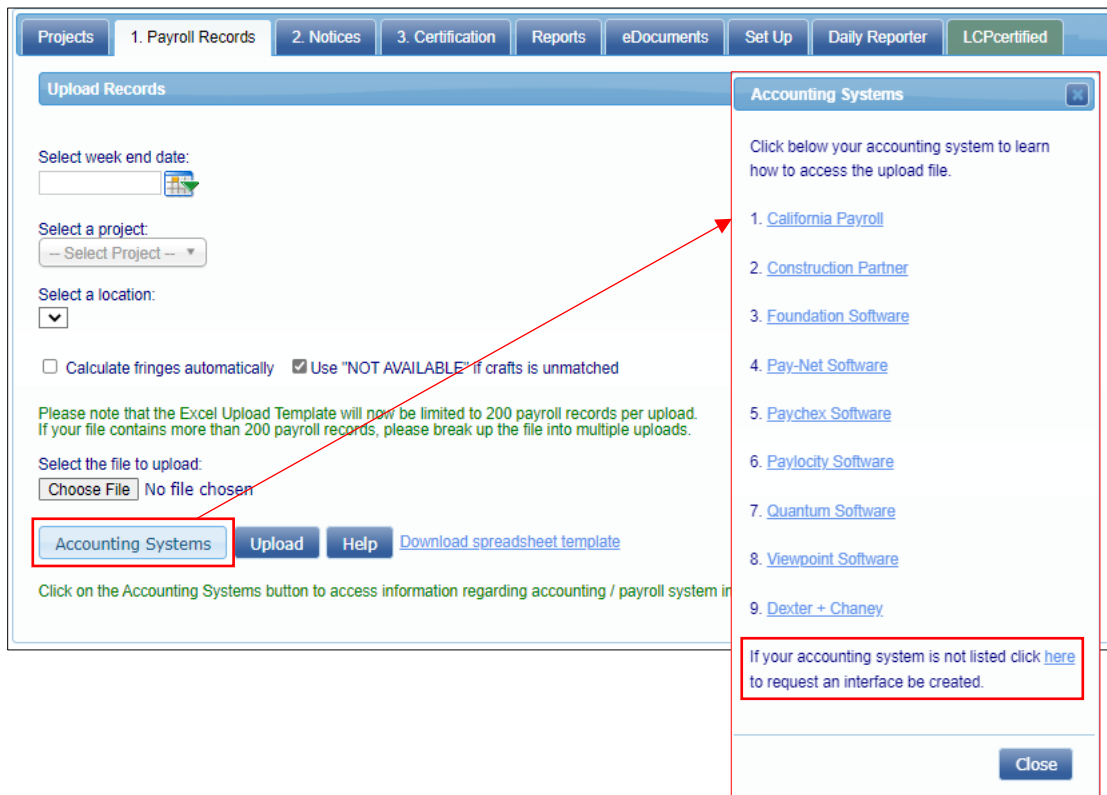 Projects
1. Payroll Records
2. Notices
3. Certification
Reports
eDocuments
Set Up
Daily Reporter
LCPcertified
Upload Records
Select week end date:
Select a project:
-- Select Project --
Select a location:
Calculate fringes automatically
Use "NOT AVAILABLE" if crafts is unmatched
Please note that the Excel Upload Template will now be limited to 200 payroll records per upload.
If your file contains more than 200 payroll records, please break up the file into multiple uploads.
Select the file to upload:
Choose File No file chosen
Accounting Systems
Upload
Help
Download spreadsheet template
Click on the Accounting Systems button to access information regarding accounting / payroll system in
Accounting Systems
Click below your accounting system to learn
how to access the upload file.
1. California Payroll
2. Construction Partner
3. Foundation Software
4. Pay-Net Software
5. Paychex Software
6. Paylocity Software
7. Quantum Software
8. Viewpoint Software
9. Dexter + Chaney
If your accounting system is not listed click here
to request an interface be created.
Close